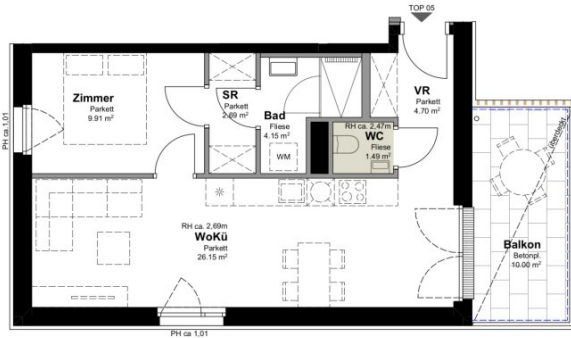 TOP 05
Zimmer
Parkett
9.91 m²
SR
Parkett
2.69 m²
Bad
Fliese
4.15 m²
WM
VR
Parkett
4.70 m²
RH ca. 2,47m
WC
Fliese
1.49 m²
PH ca 1,01
überdeckt
RH ca. 2,69m
WoKü
Parkett
26.15 m²
Balkon
Betonpl.
10.00 m²
PH ca 1,01